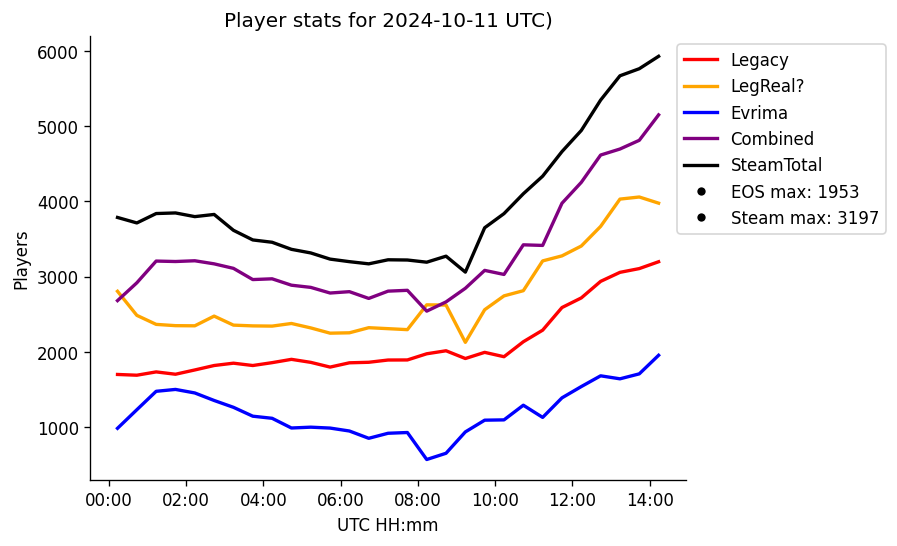 Player stats for 2024-10-11 UTC)
6000
5000
4000
3000
2000
1000
Players
Legacy
LegReal?
Evrima
Combined
SteamTotal
EOS max: 1953
Steam max: 3197
00:00 02:00 04:00 06:00 08:00 10:00 12:00 14:00
UTC HH:mm